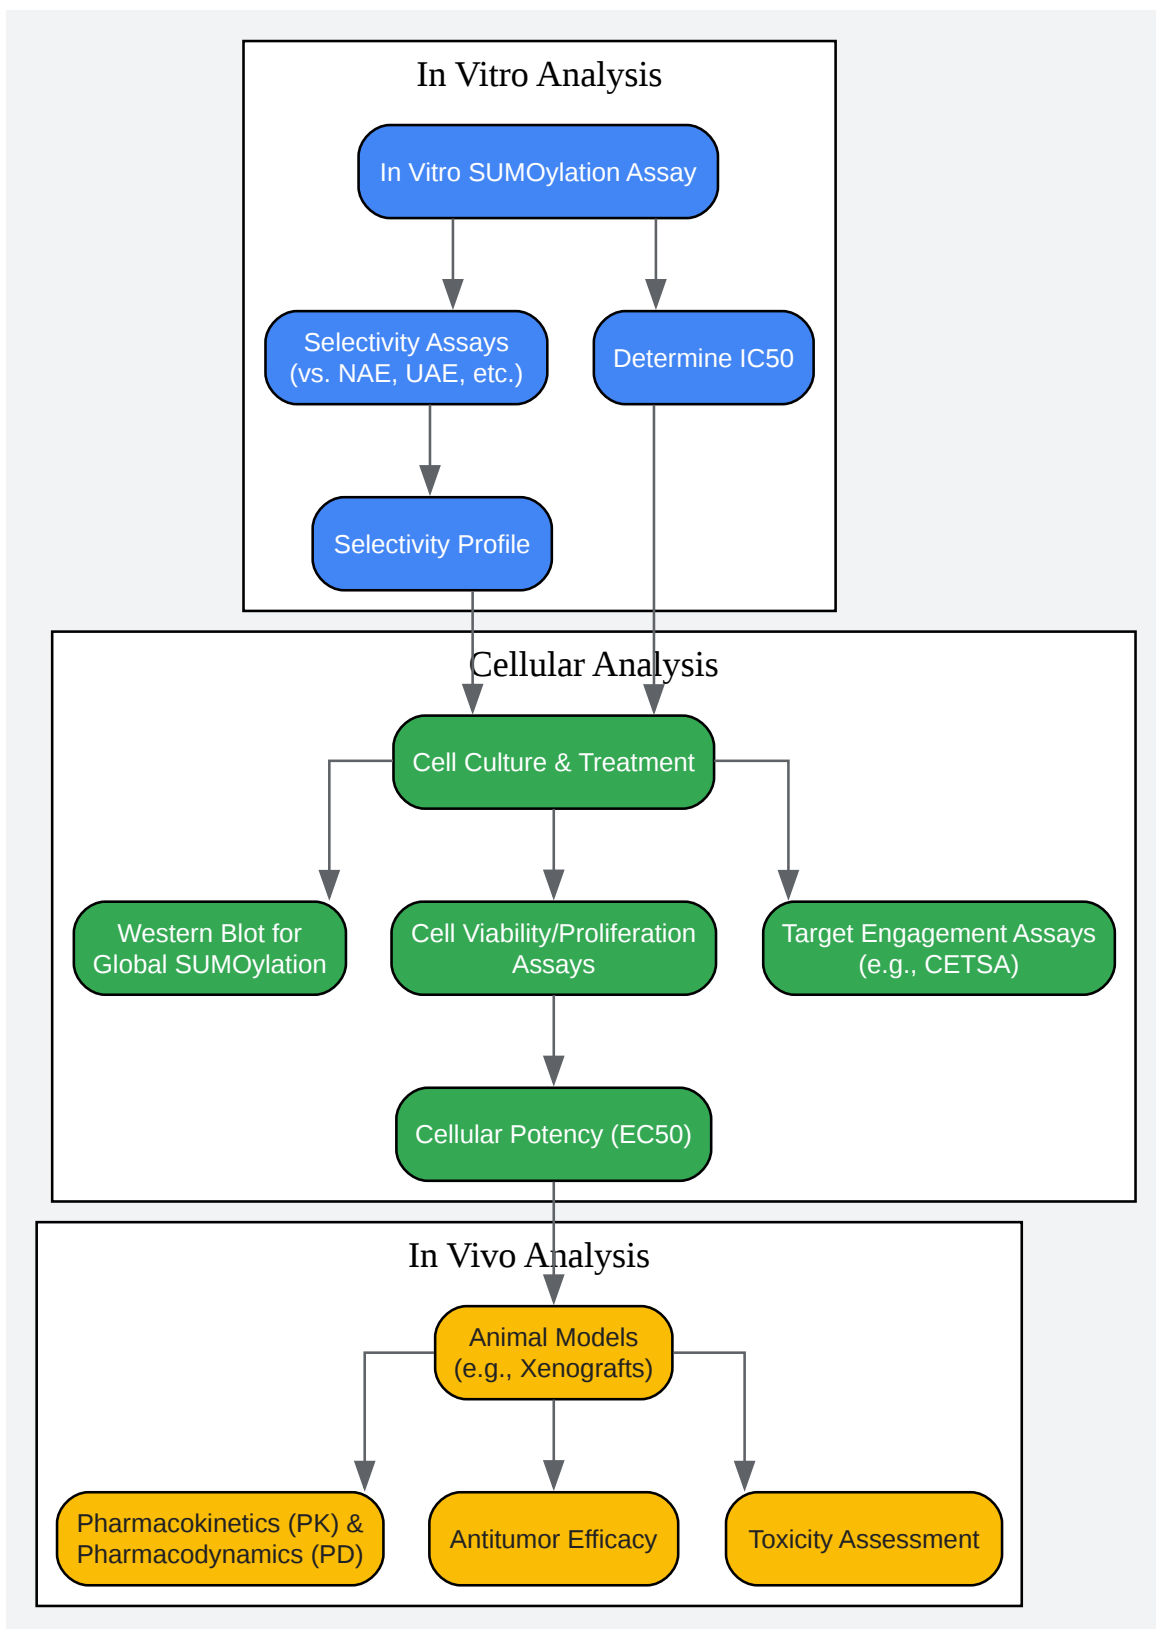 In Vitro Analysis
In Vitro SUMOylation Assay
Selectivity Assays
(vs. NAE, UAE, etc.)
Determine IC50
Selectivity Profile
Cellular Analysis
Cell Culture & Treatment
Western Blot for
Global SUMOylation
Cell Viability/Proliferation
Assays
Target Engagement Assays
(e.g., CETSA)
Cellular Potency (EC50)
In Vivo Analysis
Animal Models
(e.g., Xenografts)
Pharmacokinetics (PK) &
Pharmacodynamics (PD)
Antitumor Efficacy
Toxicity Assessment